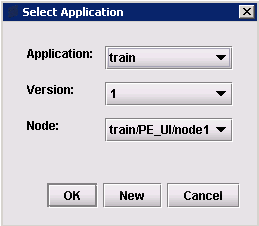 Select Application
Application: train
Version: 1
Node: train/PE_UI/node1
OK New Cancel